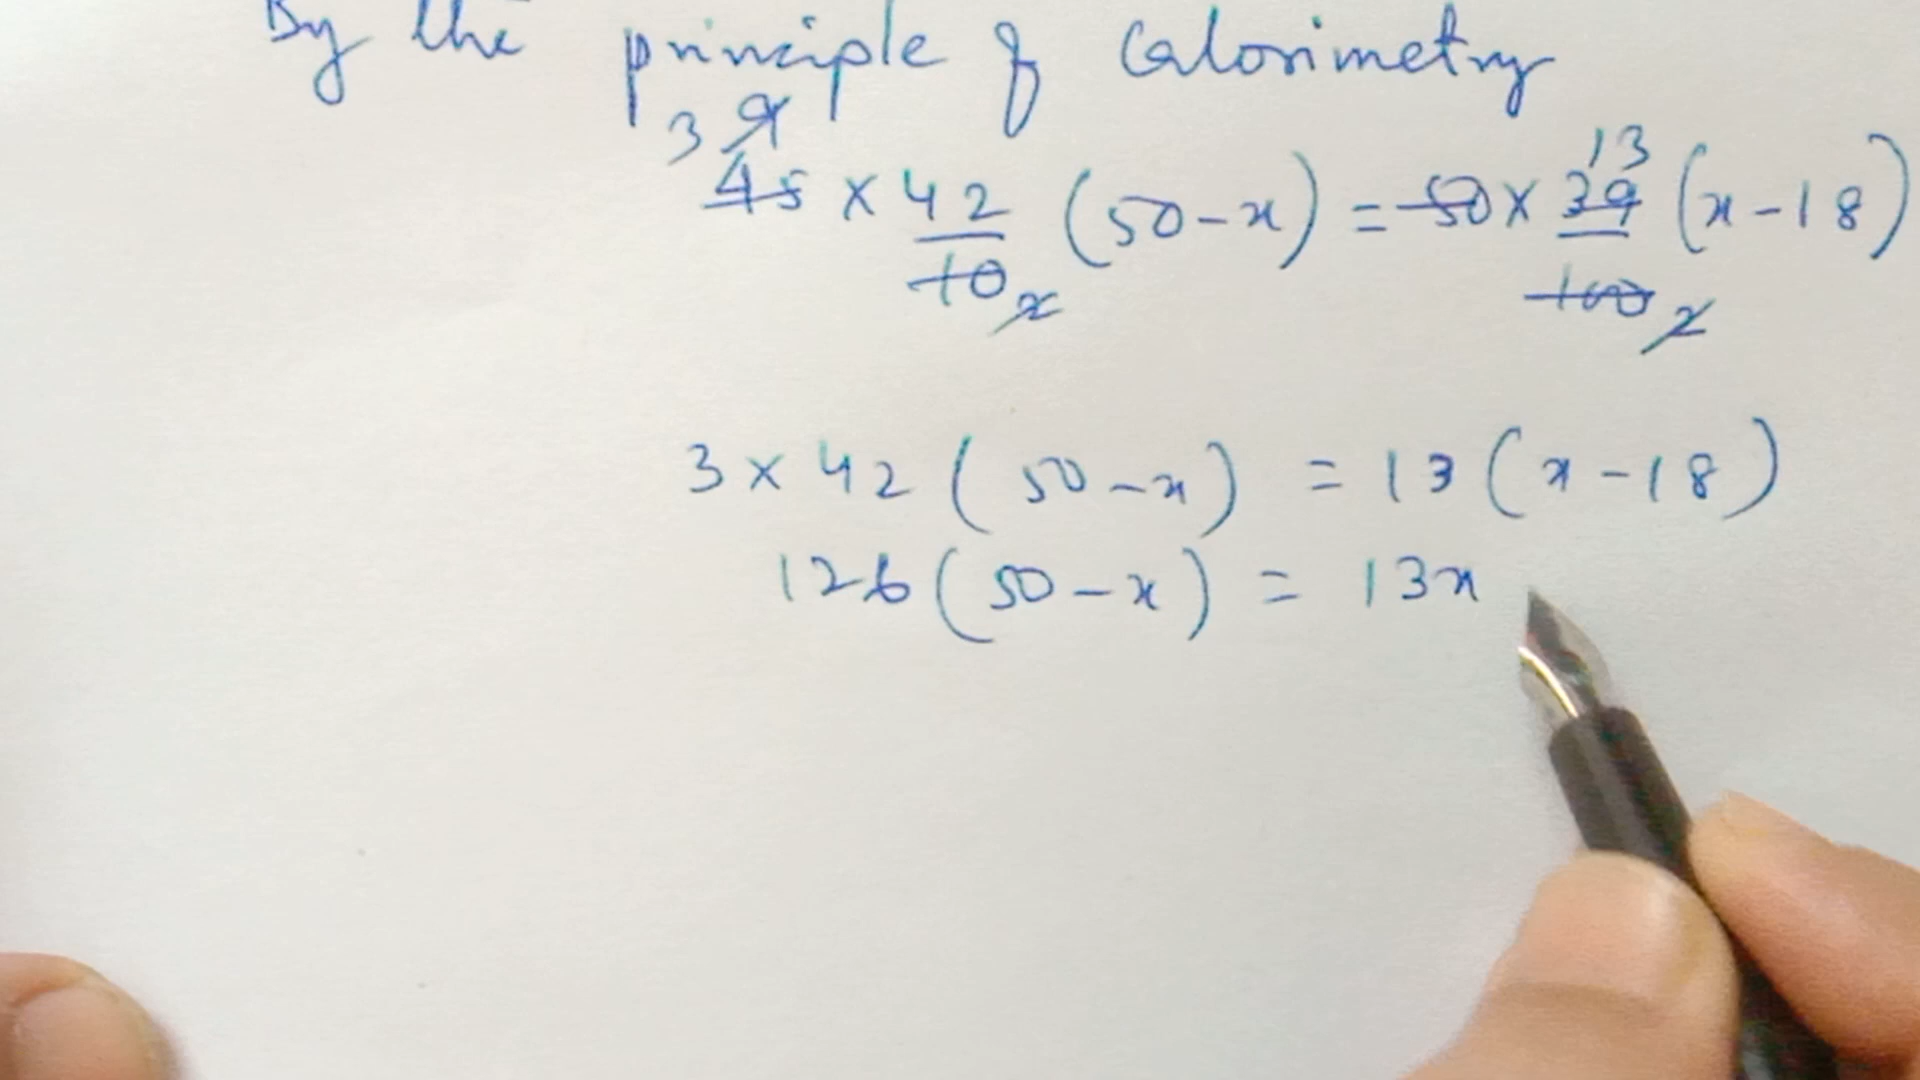 By the principle of Calorimetry
3 9 13
45 × 42/10 (50-x) = 50 × 39/100 (x-18)
2 2
3 × 42 (50-x) = 13 (x-18)
126 (50-x) = 13x